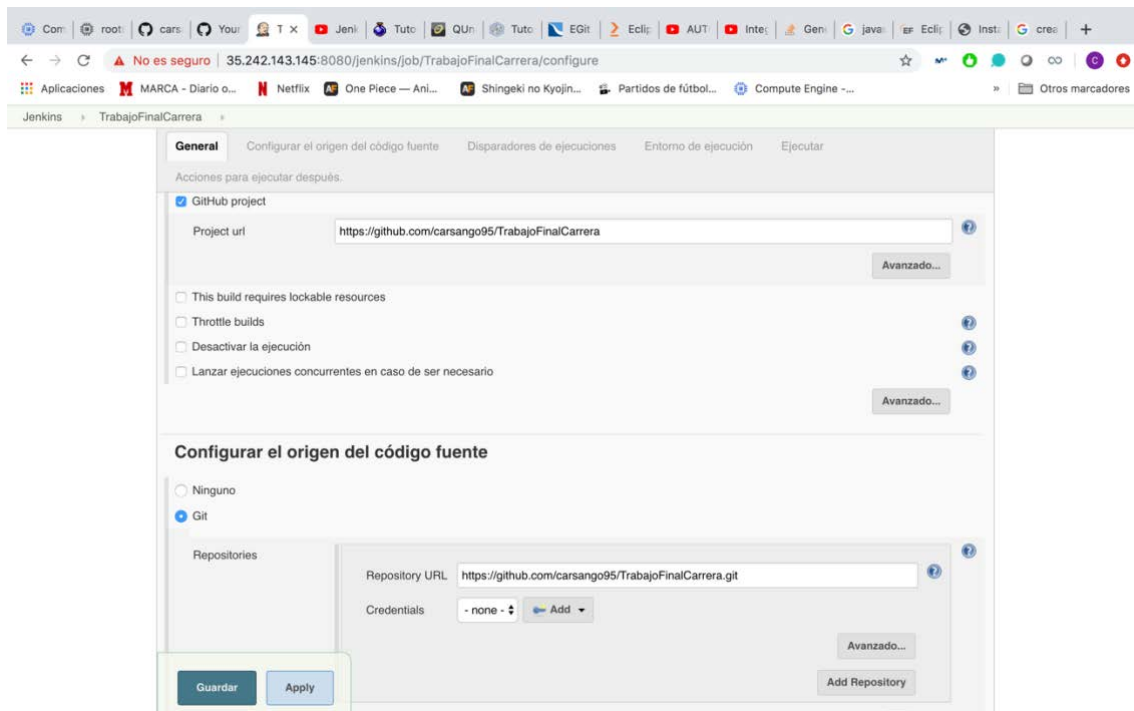 Com root: cars Your T X Jenk Tuto QUn Tuto EGit Eclip AUT Gen java EF Eclip Insta crea +
No es seguro | 35.242.143.145:8080/jenkins/job/TrabajoFinalCarrera/configure
Aplicaciones MARCA - Diario o... Netflix One Piece — Ani... Shingeki no Kyojin... Partidos de fútbol... Compute Engine -... » Otros marcadores
Jenkins TrabajoFinalCarrera
General Configurar el origen del código fuente Disparadores de ejecuciones Entorno de ejecución Ejecutar
Acciones para ejecutar después.
GitHub project
Project url https://github.com/carsango95/TrabajoFinalCarrera
Avanzado...
This build requires lockable resources
Throttle builds
Desactivar la ejecución
Lanzar ejecuciones concurrentes en caso de ser necesario
Avanzado...
Configurar el origen del código fuente
Ninguno
Git
Repositories
Repository URL https://github.com/carsango95/TrabajoFinalCarrera.git
Credentials - none - Add
Avanzado...
Guardar Apply Add Repository